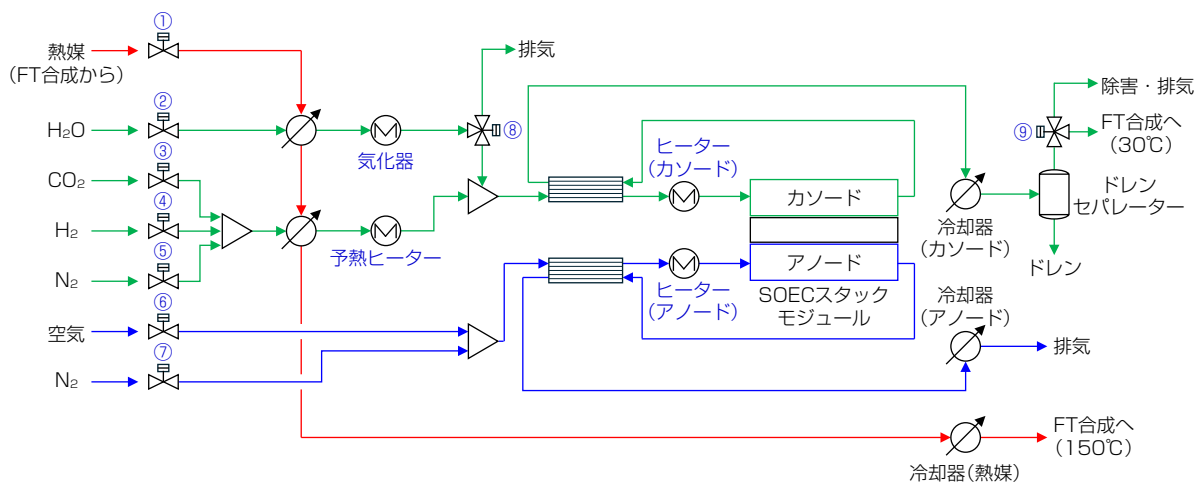 ①
熱媒
(FT合成から)
②
H₂O
③
CO₂
④
H₂
⑤
N₂
⑥
空気
⑦
N₂
気化器
予熱ヒーター
排気
⑧
ヒーター
(カソード)
カソード
アノード
ヒーター
(アノード)
SOECスタック
モジュール
冷却器
(カソード)
⑨
除害・排気
FT合成へ
(30℃)
ドレン
セパレーター
ドレン
冷却器
(アノード)
排気
冷却器(熱媒)
FT合成へ
(150℃)